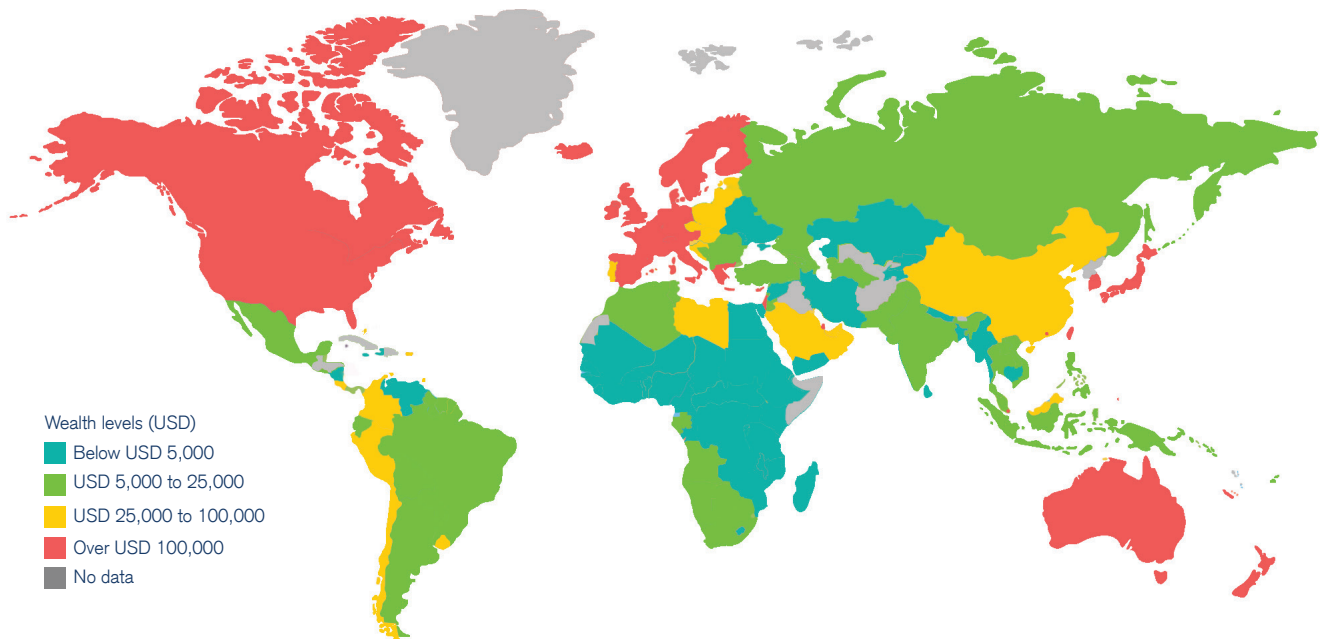 Wealth levels (USD)
Below USD 5,000
USD 5,000 to 25,000
USD 25,000 to 100,000
Over USD 100,000
No data